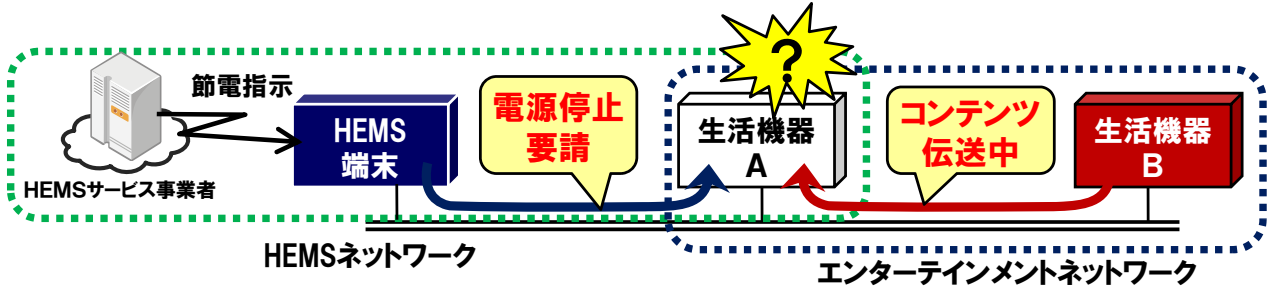 節電指示
HEMSサービス事業者
HEMS
端末
電源停止
要請
?
生活機器
A
コンテンツ
伝送中
生活機器
B
HEMSネットワーク
エンターテインメントネットワーク